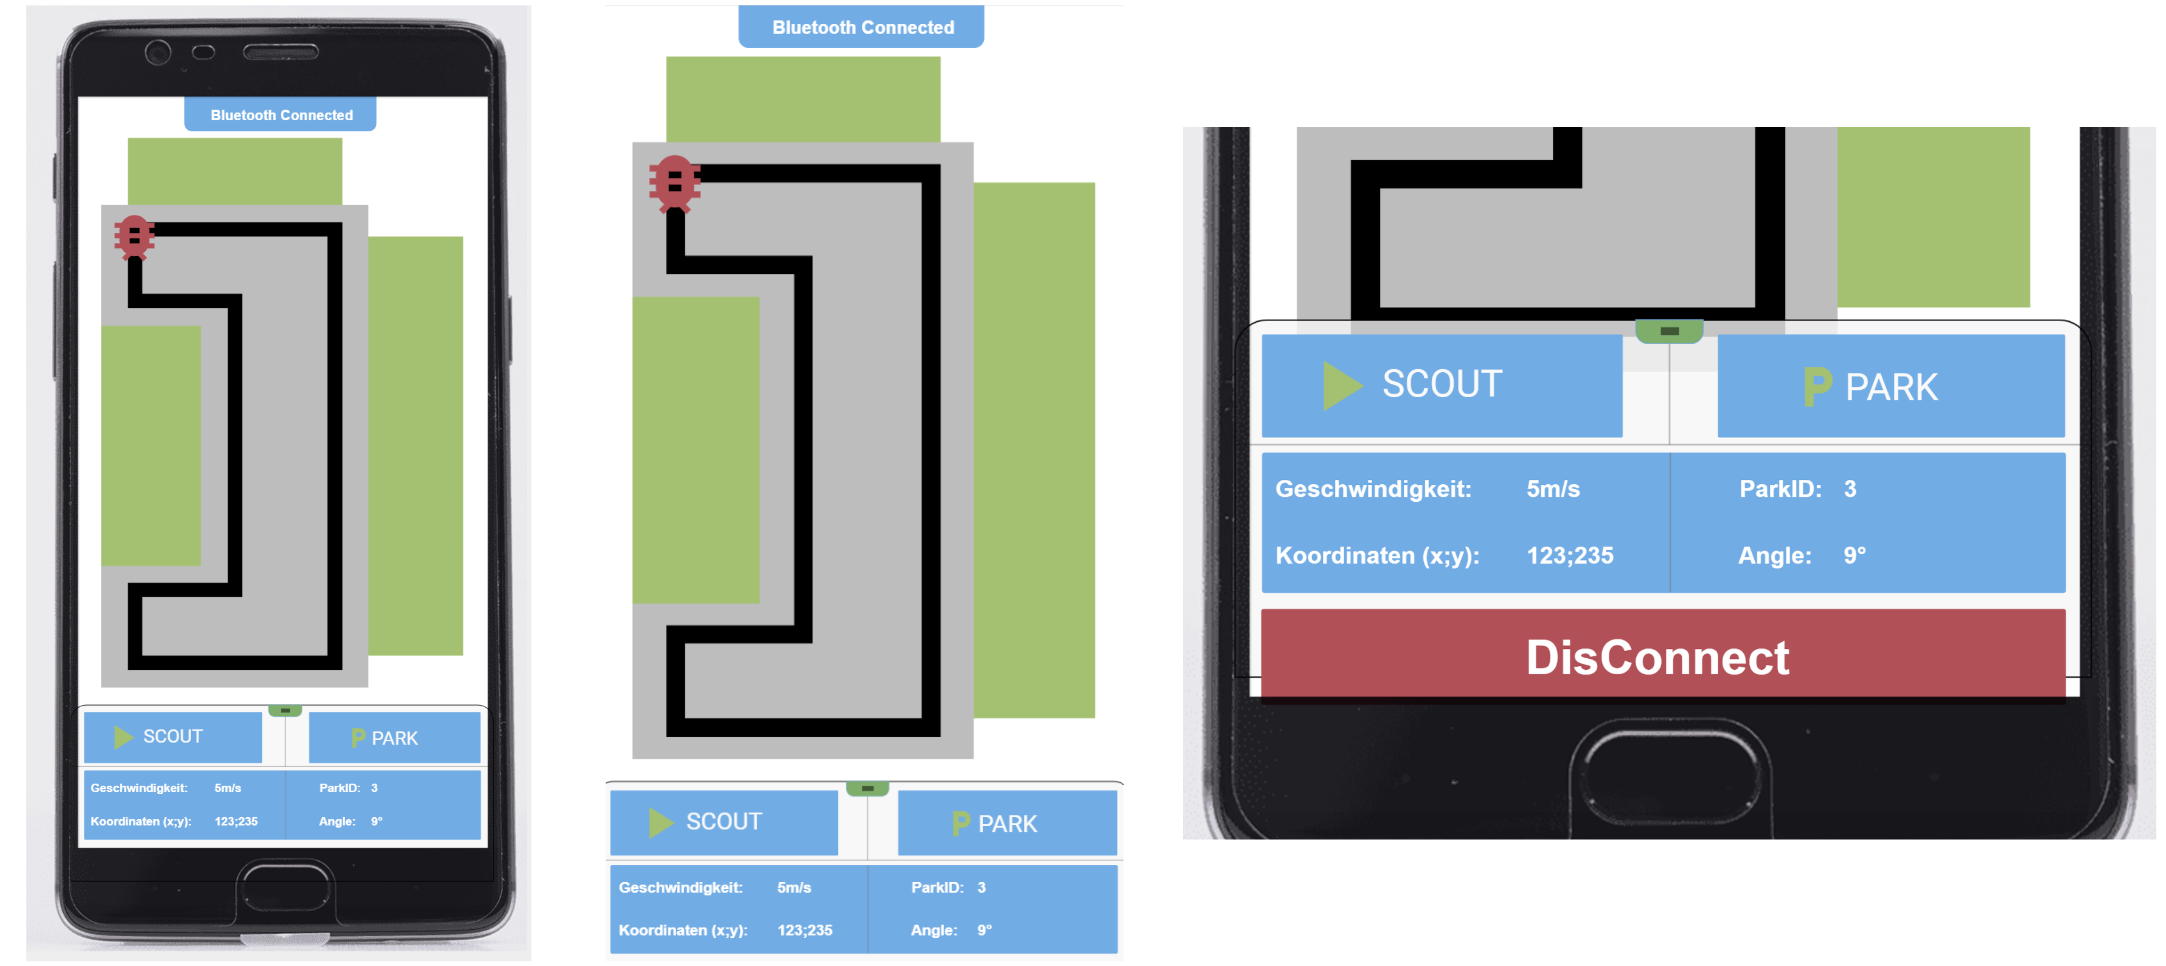 Bluetooth Connected
SCOUT
P PARK
Geschwindigkeit: 5m/s ParkID: 3
Koordinaten (x;y): 123;235 Angle: 9°
Bluetooth Connected
SCOUT
P PARK
Geschwindigkeit: 5m/s ParkID: 3
Koordinaten (x;y): 123;235 Angle: 9°
SCOUT
P PARK
Geschwindigkeit: 5m/s ParkID: 3
Koordinaten (x;y): 123;235 Angle: 9°
DisConnect